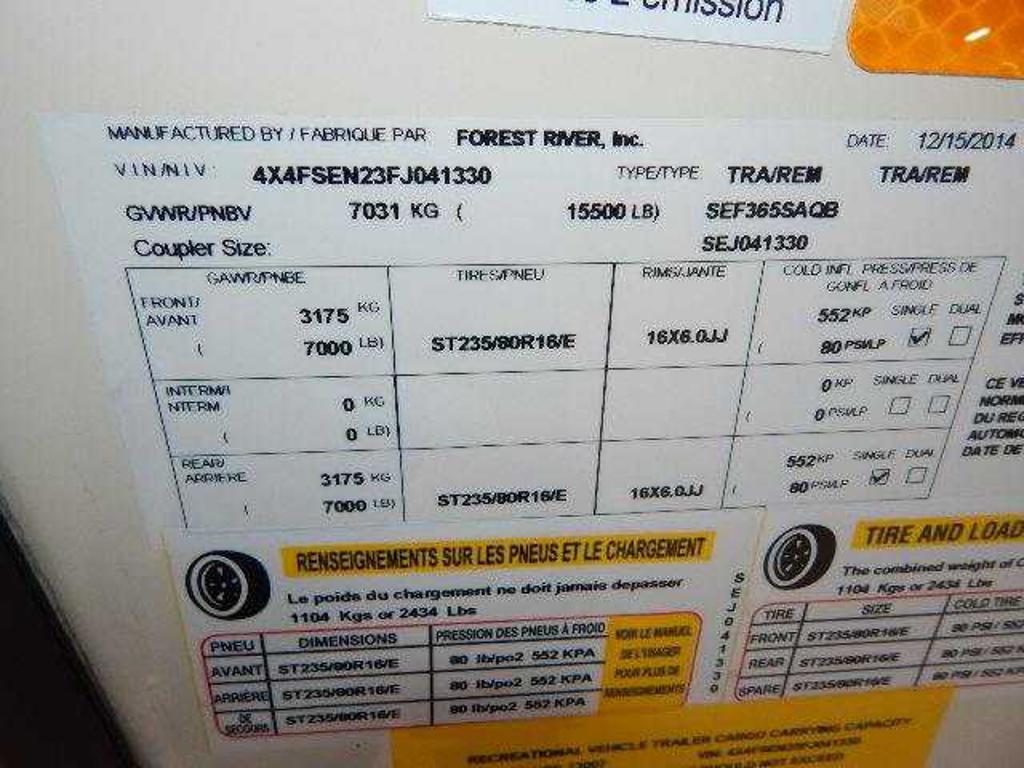 emission
MANUFACTURED BY / FABRIQUE PAR FOREST RIVER, Inc. DATE: 12/15/2014
V.I.N/N.I.V: 4X4FSEN23FJ041330 TYPE/TYPE TRA/REM TRA/REM
GVWR/PNBV 7031 KG ( 15500 LB) SEF365SAQB
Coupler Size: SEJ041330
GAWR/PNBE TIRES/PNEU RIMS/JANTE COLD INFL. PRESS/PRESS DE
GONFL. A FROID
FRONT/ 3175 KG 552 KP SINGLE DUAL
AVANT ( 7000 LB) ST235/80R16/E 16X6.0JJ ( 80 PSI/LP
INTERM/I 0 KG 0 KP SINGLE DUAL
NTERM ( 0 LB) ( 0 PSI/LP
REAR/ 3175 KG 552 KP SINGLE DUAL
ARRIERE ( 7000 LB) ST235/80R16/E 16X6.0JJ ( 80 PSI/LP
CE
NORM
DU REG
AUTOMO
DATE DE
RENSEIGNEMENTS SUR LES PNEUS ET LE CHARGEMENT
Le poids du chargement ne doit jamais depasser
1104 Kgs or 2434 Lbs
PNEU DIMENSIONS PRESSION DES PNEUS À FROID
AVANT ST235/80R16/E 80 lb/po2 552 KPA
ARRIÈRE ST235/80R16/E 80 lb/po2 552 KPA
DE SECOURS ST235/80R16/E 80 lb/po2 552 KPA
VOIR LE MANUEL
DE L'USAGER
POUR PLUS DE
RENSEIGNEMENTS
SEJ041330
TIRE AND LOAD
The combined weight of
1104 Kgs or 2434 Lbs
TIRE SIZE COLD TIRE
FRONT ST235/80R16/E 80 PSI / 552
REAR ST235/80R16/E 80 PSI / 552
SPARE ST235/80R16/E 80 PSI / 552
RECREATIONAL VEHICLE TRAILER CARGO CARRYING CAPACITY
SHOULD NOT EXCEED